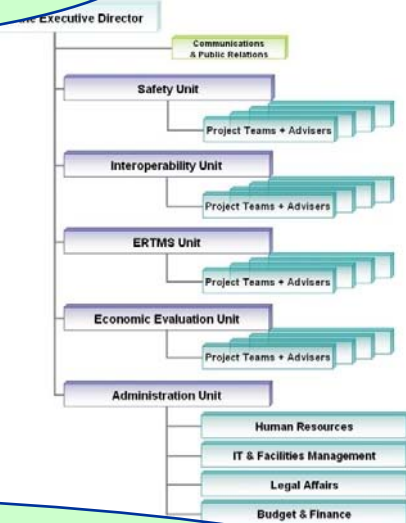 Executive Director
Communications
& Public Relations
Safety Unit
Project Teams + Advisers
Interoperability Unit
Project Teams + Advisers
ERTMS Unit
Project Teams + Advisers
Economic Evaluation Unit
Project Teams + Advisers
Administration Unit
Human Resources
IT & Facilities Management
Legal Affairs
Budget & Finance